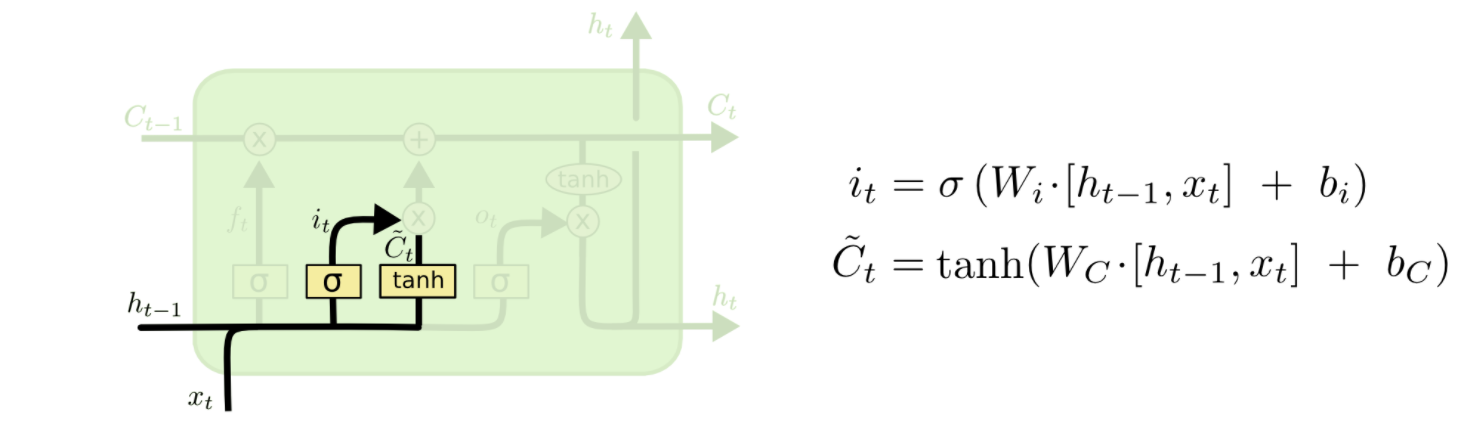 h_t
C_{t-1}
C_t
x
+
tanh
f_t
i_t
x
o_t
x
C̃_t
σ
σ
tanh
σ
h_{t-1}
h_t
x_t
i_t = σ (W_i·[h_{t-1}, x_t] + b_i)
C̃_t = tanh(W_C·[h_{t-1}, x_t] + b_C)